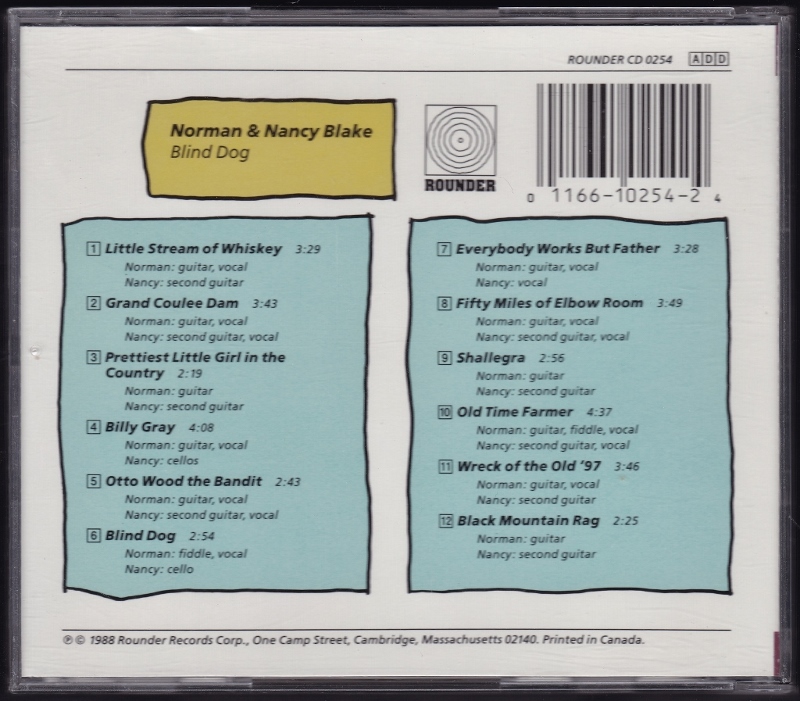 ROUNDER CD 0254 ADD
Norman & Nancy Blake
Blind Dog
ROUNDER
0 1166-10254-2 4
1 Little Stream of Whiskey 3:29
Norman: guitar, vocal
Nancy: second guitar
2 Grand Coulee Dam 3:43
Norman: guitar, vocal
Nancy: second guitar, vocal
3 Prettiest Little Girl in the
Country 2:19
Norman: guitar
Nancy: second guitar
4 Billy Gray 4:08
Norman: guitar, vocal
Nancy: cellos
5 Otto Wood the Bandit 2:43
Norman: guitar, vocal
Nancy: second guitar, vocal
6 Blind Dog 2:54
Norman: fiddle, vocal
Nancy: cello
7 Everybody Works But Father 3:28
Norman: guitar, vocal
Nancy: vocal
8 Fifty Miles of Elbow Room 3:49
Norman: guitar, vocal
Nancy: second guitar, vocal
9 Shallegra 2:56
Norman: guitar
Nancy: second guitar
10 Old Time Farmer 4:37
Norman: guitar, fiddle, vocal
Nancy: second guitar, vocal
11 Wreck of the Old '97 3:46
Norman: guitar, vocal
Nancy: second guitar
12 Black Mountain Rag 2:25
Norman: guitar
Nancy: second guitar
℗ © 1988 Rounder Records Corp., One Camp Street, Cambridge, Massachusetts 02140. Printed in Canada.